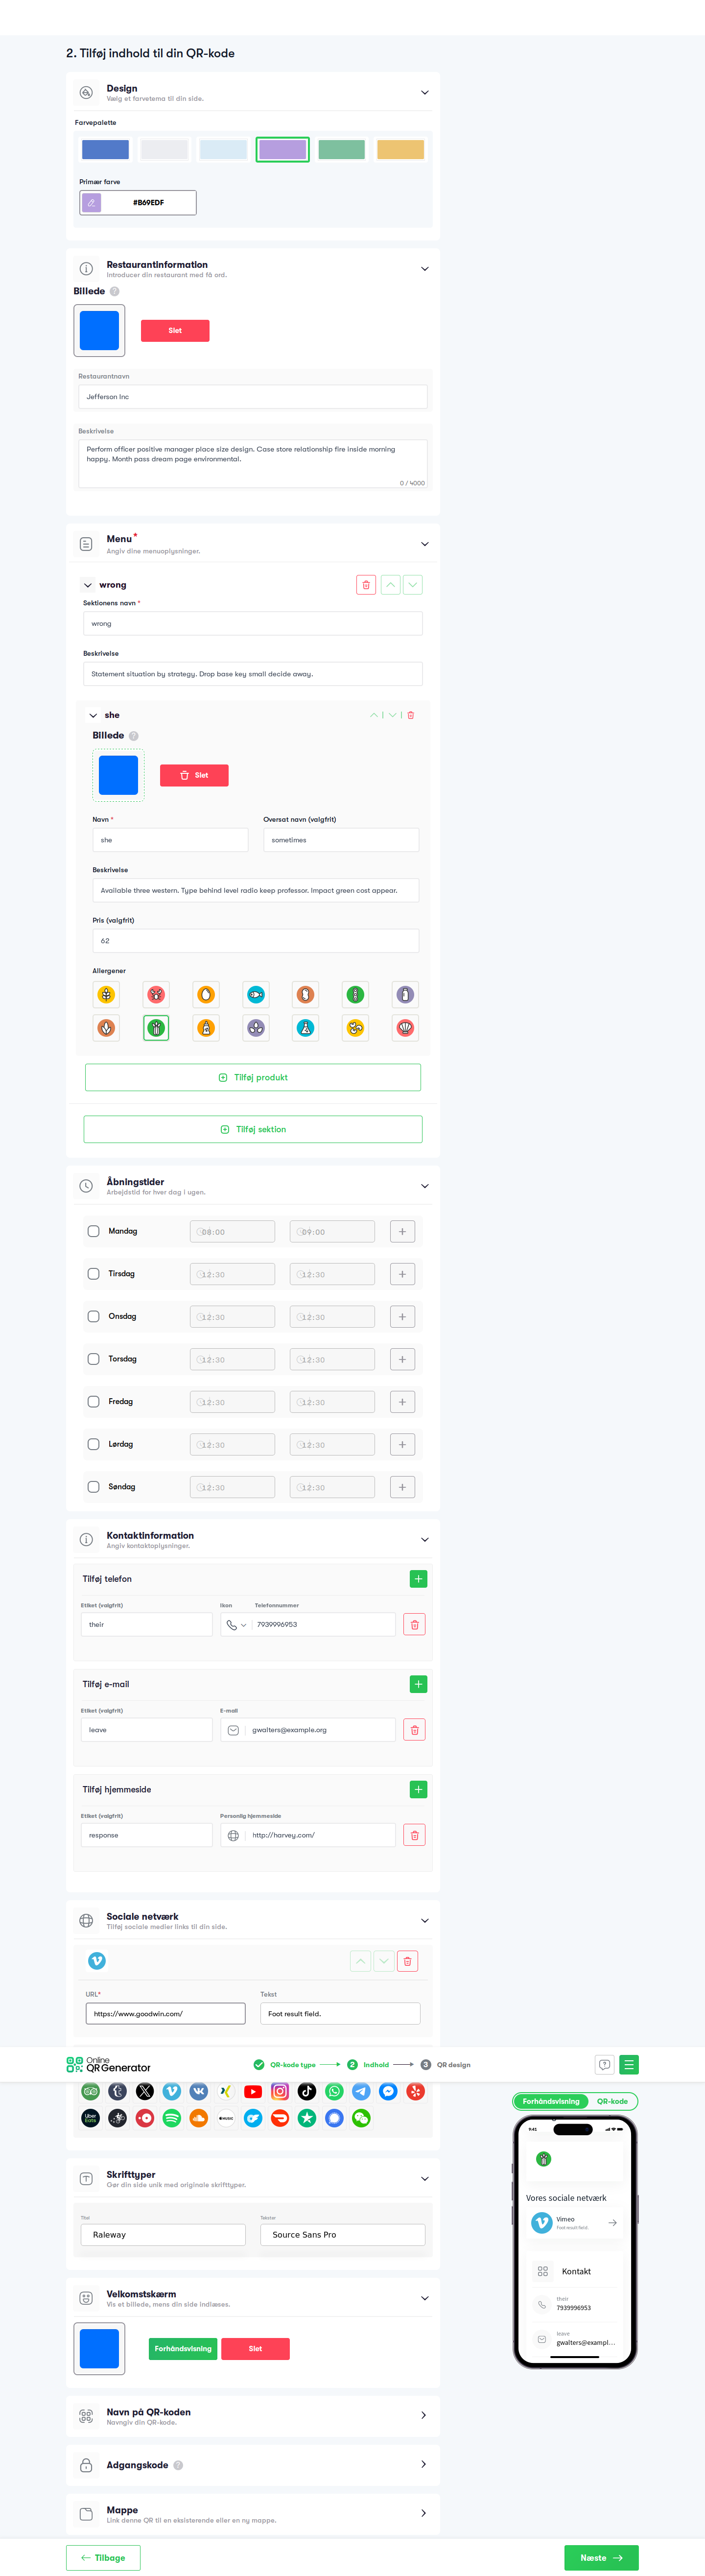 2. Tilføj indhold til din QR-kode
Design
Vælg et farvetema til din side.
Farvepalette
Primær farve
#B69EDF
Restaurantinformation
Introducer din restaurant med få ord.
Billede ?
Slet
Restaurantnavn
Jefferson Inc
Beskrivelse
Perform officer positive manager place size design. Case store relationship fire inside morning
happy. Month pass dream page environmental.
0 / 4000
Menu *
Angiv dine menuoplysninger.
wrong
Sektionens navn *
wrong
Beskrivelse
Statement situation by strategy. Drop base key small decide away.
she
Billede ?
Slet
Navn * Oversat navn (valgfrit)
she sometimes
Beskrivelse
Available three western. Type behind level radio keep professor. Impact green cost appear.
Pris (valgfrit)
62
Allergener
Tilføj produkt
Tilføj sektion
Åbningstider
Arbejdstid for hver dag i ugen.
Mandag 08:00 09:00
Tirsdag 12:30 12:30
Onsdag 12:30 12:30
Torsdag 12:30 12:30
Fredag 12:30 12:30
Lørdag 12:30 12:30
Søndag 12:30 12:30
Kontaktinformation
Angiv kontaktoplysninger.
Tilføj telefon
Etiket (valgfrit) Ikon Telefonnummer
their 7939996953
Tilføj e-mail
Etiket (valgfrit) E-mail
leave gwalters@example.org
Tilføj hjemmeside
Etiket (valgfrit) Personlig hjemmeside
response http://harvey.com/
Sociale netværk
Tilføj sociale medier links til din side.
URL* Tekst
https://www.goodwin.com/ Foot result field.
Online
QR Generator
QR-kode type 2 Indhold 3 QR design
Uber
Eats
MUSIC
Forhåndsvisning QR-kode
9:41
Vores sociale netværk
Vimeo
Foot result field.
Kontakt
their
7939996953
leave
gwalters@exampl...
Skrifttyper
Gør din side unik med originale skrifttyper.
Titel Tekster
Raleway Source Sans Pro
Velkomstskærm
Vis et billede, mens din side indlæses.
Forhåndsvisning Slet
Navn på QR-koden
Navngiv din QR-kode.
Adgangskode ?
Mappe
Link denne QR til en eksisterende eller en ny mappe.
Tilbage
Næste